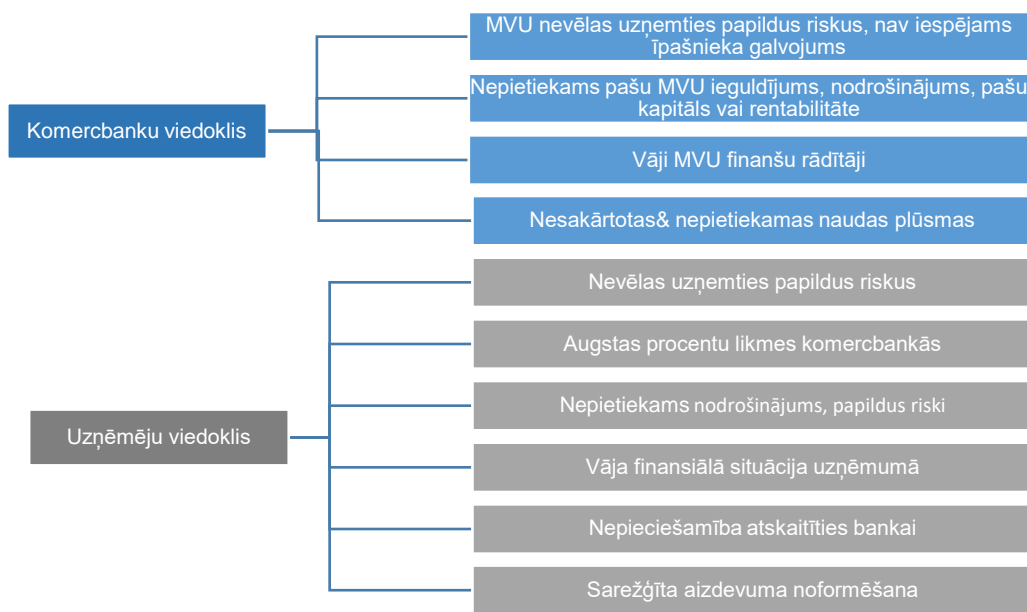 MVU nevēlas uzņemties papildus riskus, nav iespējams
īpašnieka galvojums
Nepietiekams pašu MVU ieguldījums, nodrošinājums, pašu
kapitāls vai rentabilitāte
Komercbanku viedoklis
Vāji MVU finanšu rādītāji
Nesakārtotas& nepietiekamas naudas plūsmas
Nevēlas uzņemties papildus riskus
Augstas procentu likmes komercbankās
Nepietiekams nodrošinājums, papildus riski
Uzņēmēju viedoklis
Vāja finansiālā situācija uzņēmumā
Nepieciešamība atskaitīties bankai
Sarežģīta aizdevuma noformēšana